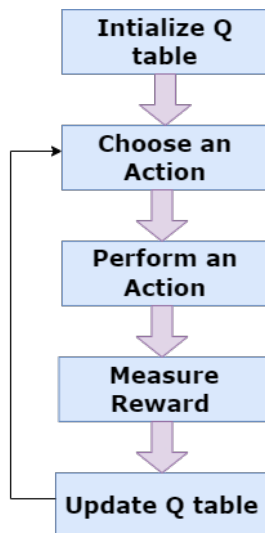 Intialize Q
table
Choose an
Action
Perform an
Action
Measure
Reward
Update Q table